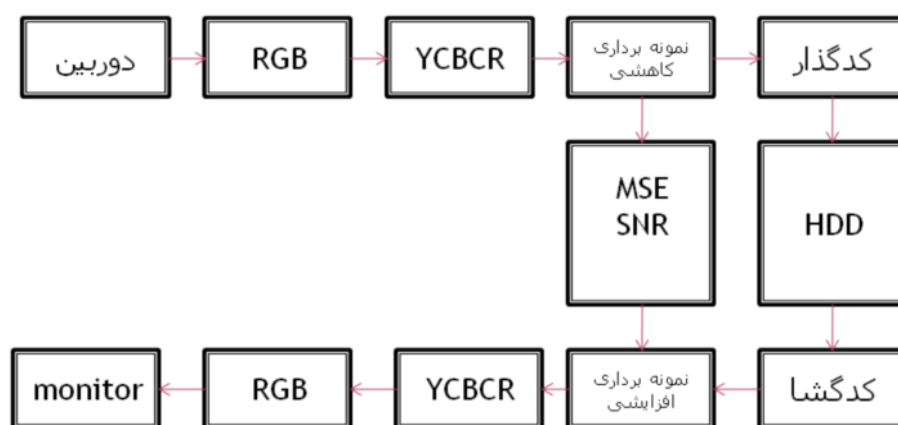 دوربین
RGB
YCBCR
نمونه برداری
کاهشی
کدگذار
MSE
SNR
HDD
monitor
RGB
YCBCR
نمونه برداری
افزایشی
کدگشا